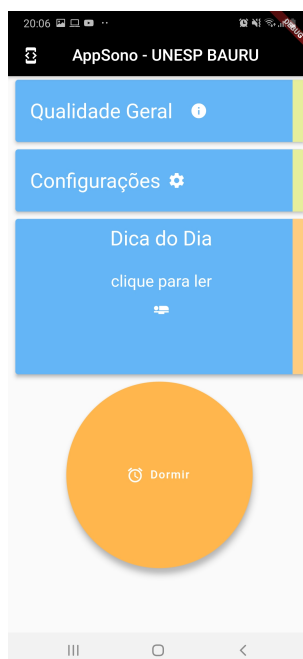 20:06
DEBUG
AppSono - UNESP BAURU
Qualidade Geral
Configurações
Dica do Dia
clique para ler
Dormir